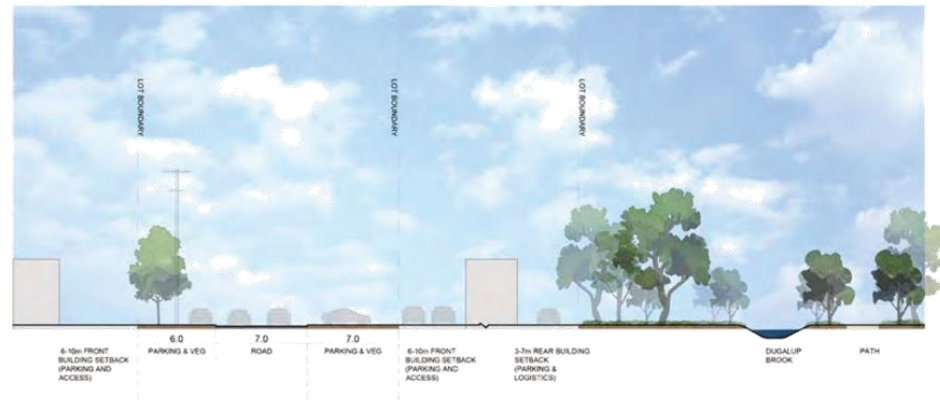 LOT BOUNDARY
LOT BOUNDARY
LOT BOUNDARY
6.0
7.0
7.0
6-10m FRONT
BUILDING SETBACK
(PARKING AND
ACCESS)
PARKING & VEG
ROAD
PARKING & VEG
6-10m FRONT
BUILDING SETBACK
(PARKING AND
ACCESS)
3-7m REAR BUILDING
SETBACK
(PARKING &
LOGISTICS)
DUGALUP
BROOK
PATH